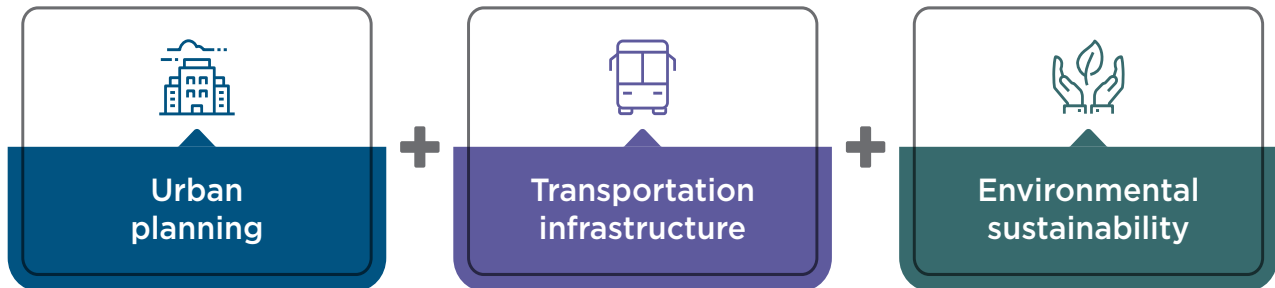 Urban
planning
Transportation
infrastructure
Environmental
sustainability